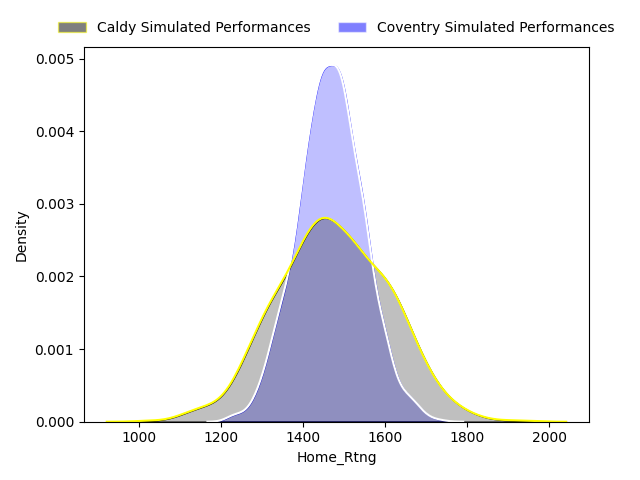 Caldy Simulated Performances
Coventry Simulated Performances
0.005
0.004
0.003
0.002
0.001
0.000
Density
1000 1200 1400 1600 1800 2000
Home_Rtng